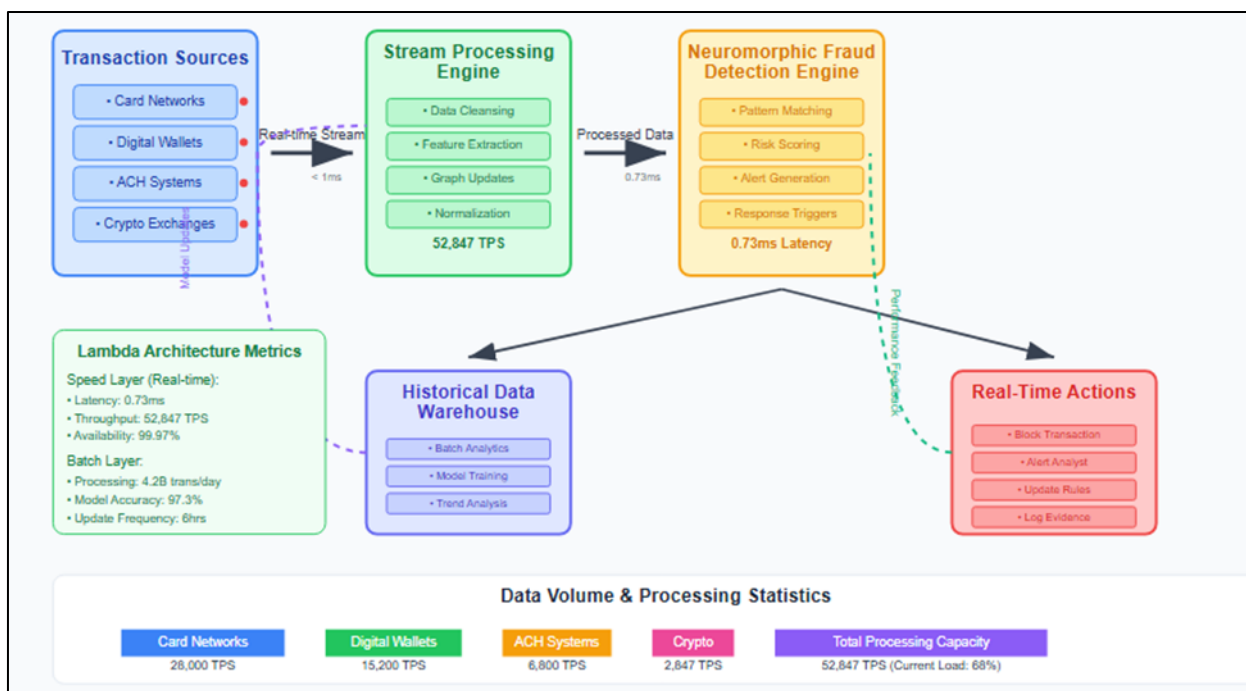 Transaction Sources
• Card Networks
• Digital Wallets
• ACH Systems
• Crypto Exchanges
Real-time Stream
< 1ms
Model Updates
Stream Processing
Engine
• Data Cleansing
• Feature Extraction
• Graph Updates
• Normalization
52,847 TPS
Processed Data
0.73ms
Neuromorphic Fraud
Detection Engine
• Pattern Matching
• Risk Scoring
• Alert Generation
• Response Triggers
0.73ms Latency
Performance Feedback
Lambda Architecture Metrics
Speed Layer (Real-time):
• Latency: 0.73ms
• Throughput: 52,847 TPS
• Availability: 99.97%
Batch Layer:
• Processing: 4.2B trans/day
• Model Accuracy: 97.3%
• Update Frequency: 6hrs
Historical Data
Warehouse
• Batch Analytics
• Model Training
• Trend Analysis
Real-Time Actions
• Block Transaction
• Alert Analyst
• Update Rules
• Log Evidence
Data Volume & Processing Statistics
Card Networks
28,000 TPS
Digital Wallets
15,200 TPS
ACH Systems
6,800 TPS
Crypto
2,847 TPS
Total Processing Capacity
52,847 TPS (Current Load: 68%)